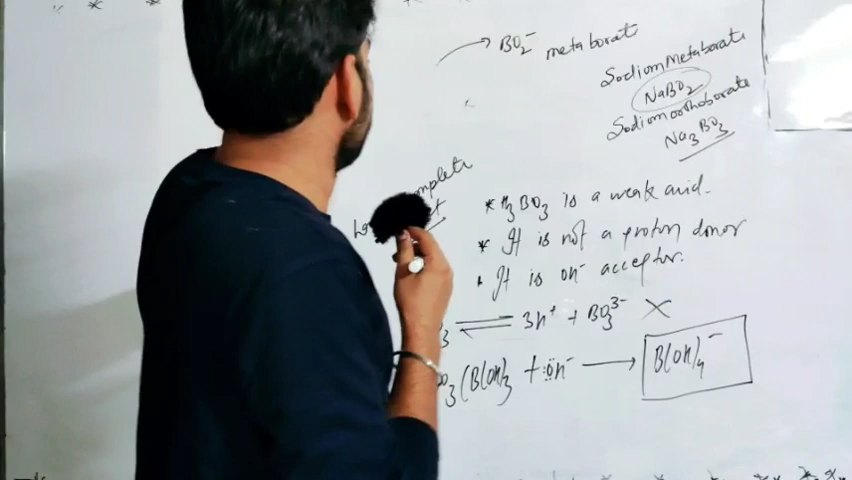 BO₂⁻ metaborate
Sodium Metaborate
NaBO₂
Sodium orthoborate
Na₃BO₃
* H₃BO₃ is a weak acid.
* It is not a proton donor
* It is OH⁻ acceptor.
⇌ 3H⁺ + BO₃³⁻ ×
(B(OH)₃ + :ÖH⁻ → B(OH)₄⁻